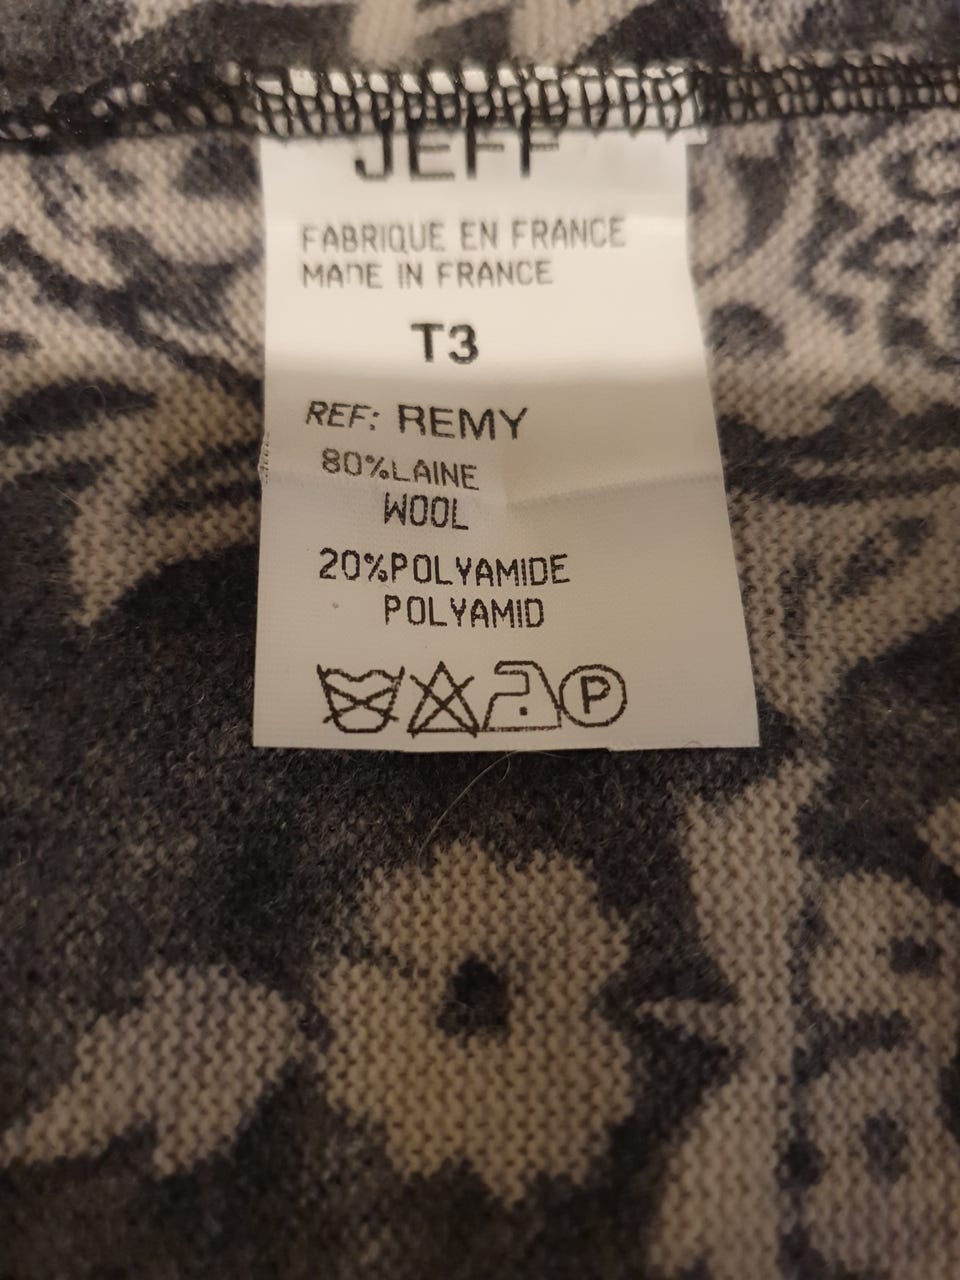 JEFF
FABRIQUE EN FRANCE
MADE IN FRANCE
T3
REF: REMY
80%LAINE
WOOL
20%POLYAMIDE
POLYAMID
P